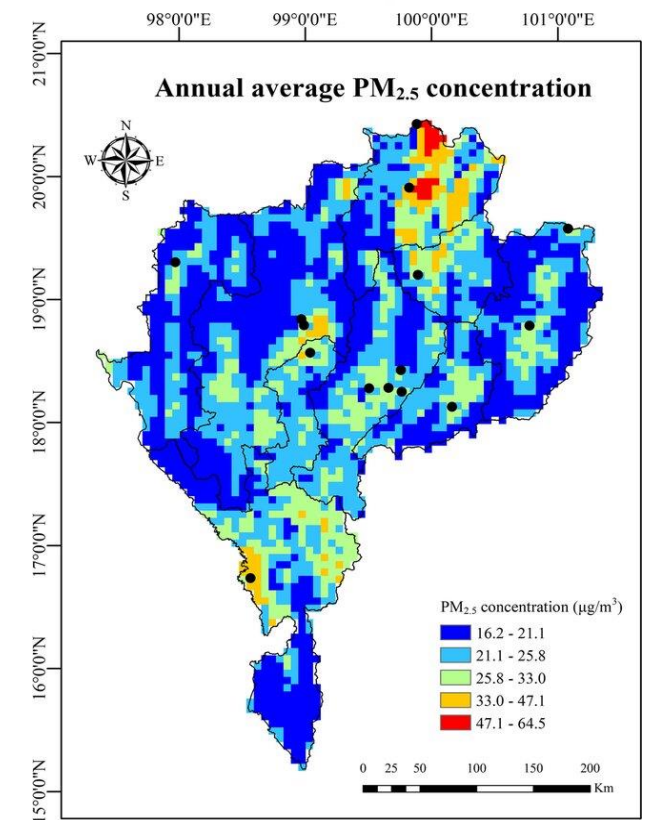 98°0'0"E 99°0'0"E 100°0'0"E 101°0'0"E
Annual average PM2.5 concentration
N
W E
S
21°0'0"N
20°0'0"N
19°0'0"N
18°0'0"N
17°0'0"N
16°0'0"N
15°0'0"N
PM2.5 concentration (µg/m³)
16.2 - 21.1
21.1 - 25.8
25.8 - 33.0
33.0 - 47.1
47.1 - 64.5
0 25 50 100 150 200
Km